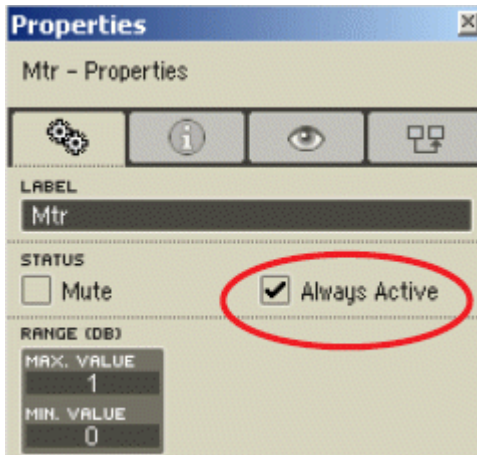 Properties
Mtr - Properties
LABEL
Mtr
STATUS
Mute
Always Active
RANGE (DB)
MAX. VALUE
1
MIN. VALUE
0